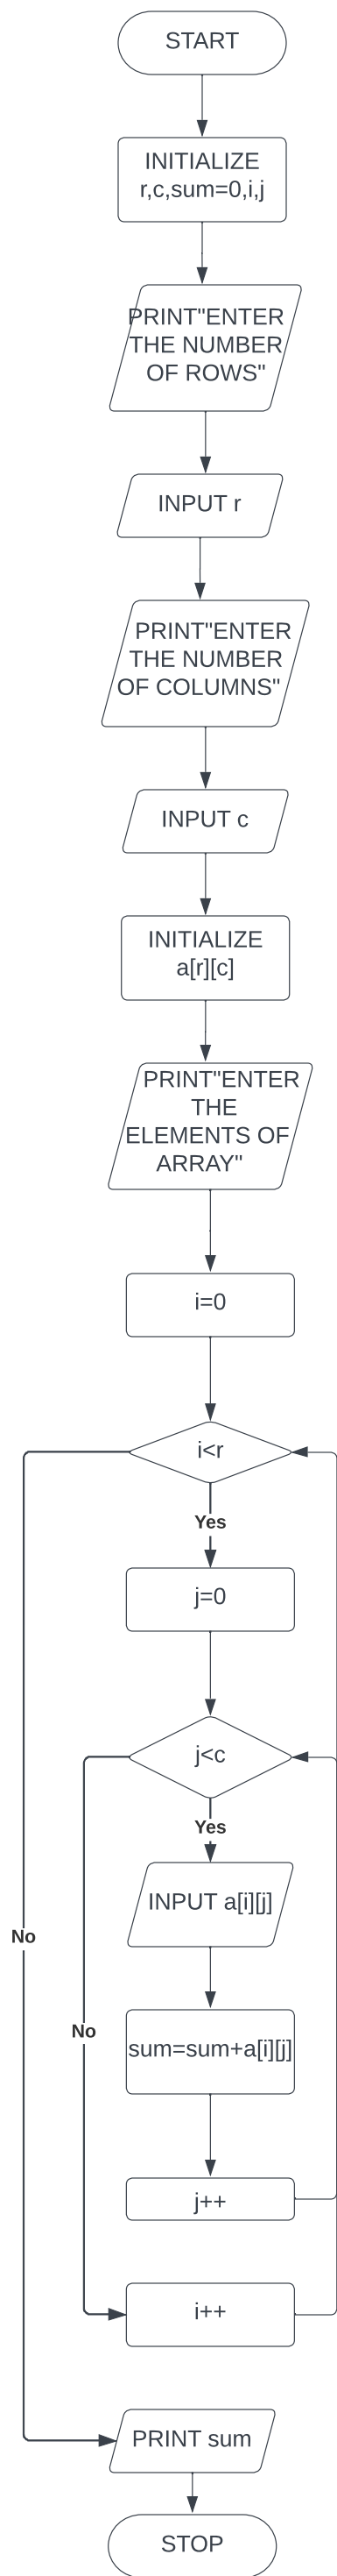 START
INITIALIZE
r,c,sum=0,i,j
PRINT"ENTER
THE NUMBER
OF ROWS"
INPUT r
PRINT"ENTER
THE NUMBER
OF COLUMNS"
INPUT c
INITIALIZE
a[r][c]
PRINT"ENTER
THE
ELEMENTS OF
ARRAY"
i=0
i<r
Yes
j=0
j<c
Yes
INPUT a[i][j]
No
No
sum=sum+a[i][j]
j++
i++
PRINT sum
STOP